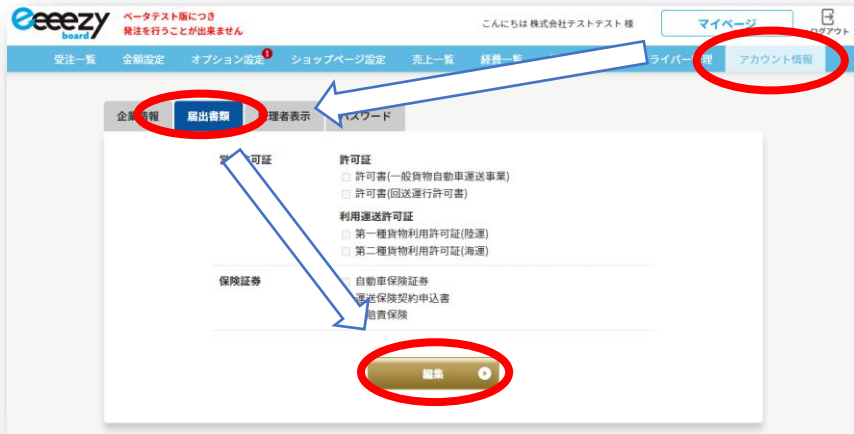 eeeezy
board
ベータテスト版につき
発注を行うことが出来ません
こんにちは 株式会社テストテスト 様
マイページ
ログアウト
受注一覧
金額設定
オプション設定
ショップページ設定
売上一覧
経費一覧
アカウント情報
届出書類
パスワード
許可証
許可書(一般貨物自動車運送事業)
許可書(回送運行許可書)
利用運送許可証
第一種貨物利用許可証(陸運)
第二種貨物利用許可証(海運)
保険証券
自動車保険証券
運送保険契約申込書
賠責保険
編集